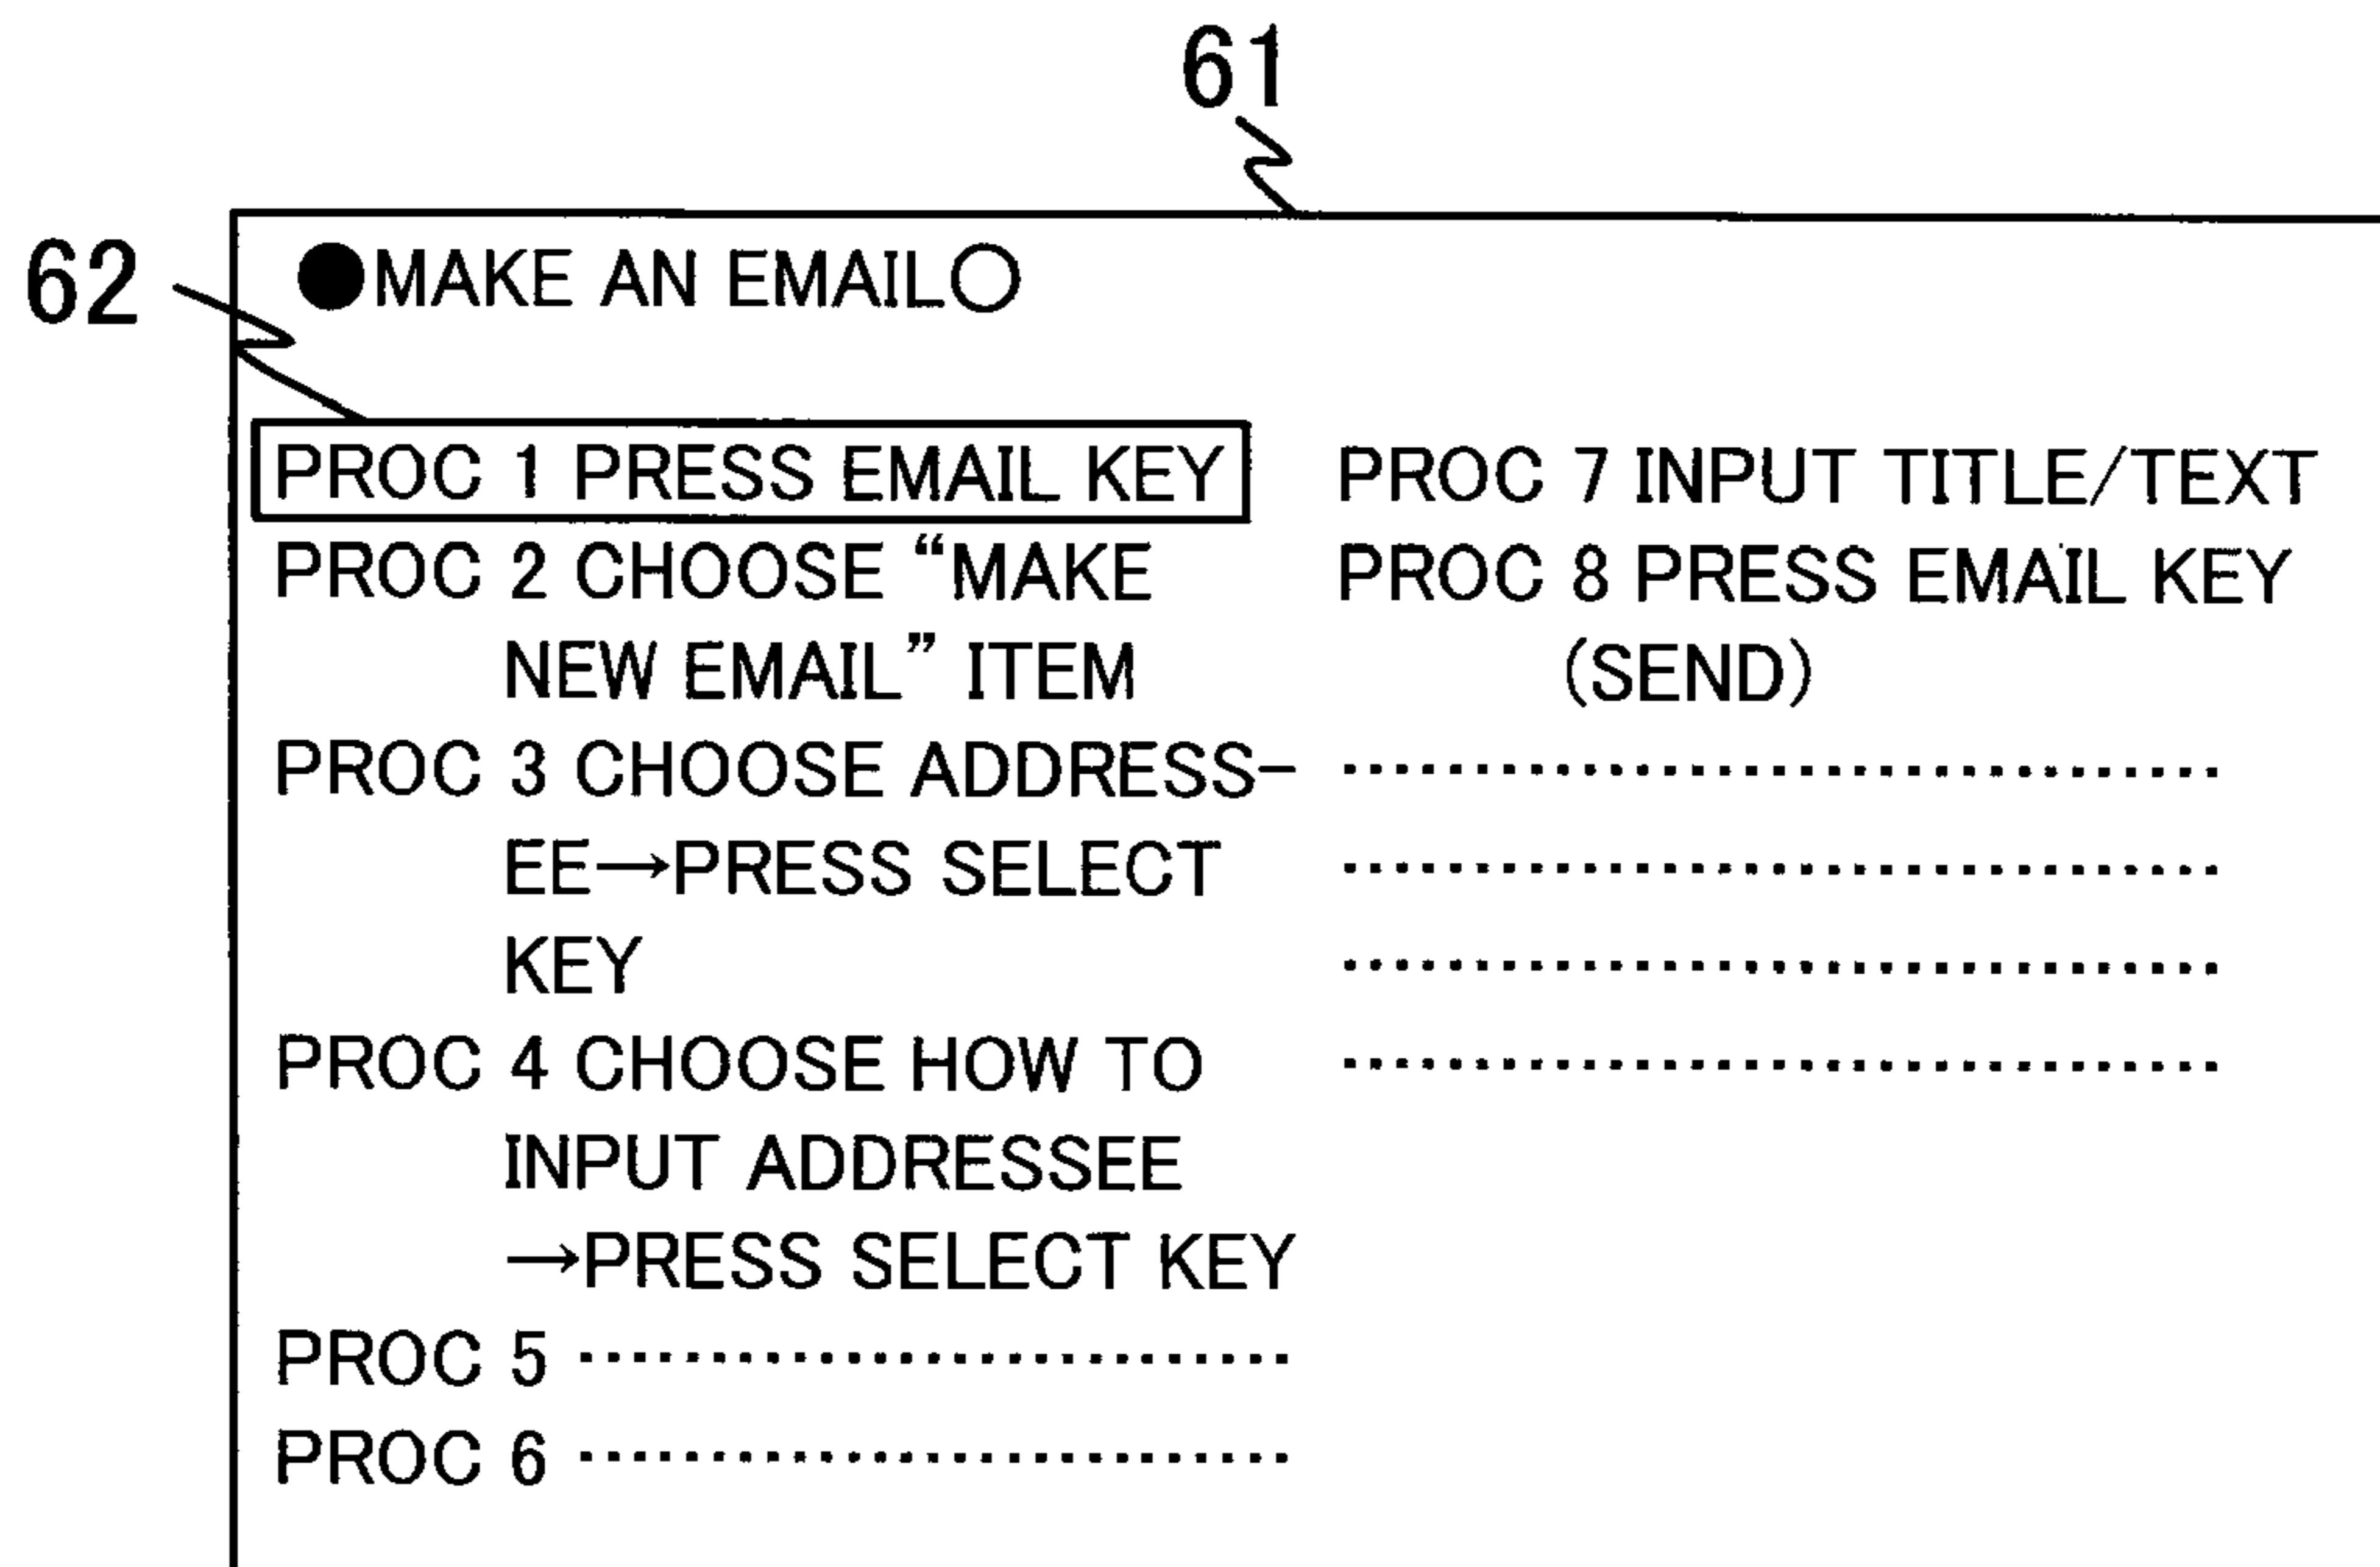 61
62
●MAKE AN EMAIL○
PROC 1 PRESS EMAIL KEY
PROC 2 CHOOSE “MAKE
NEW EMAIL” ITEM
PROC 3 CHOOSE ADDRESS-
EE→PRESS SELECT
KEY
PROC 4 CHOOSE HOW TO
INPUT ADDRESSEE
→PRESS SELECT KEY
PROC 5 ...........................
PROC 6 ...........................
PROC 7 INPUT TITLE/TEXT
PROC 8 PRESS EMAIL KEY
(SEND)
.................................
.................................
.................................
.................................